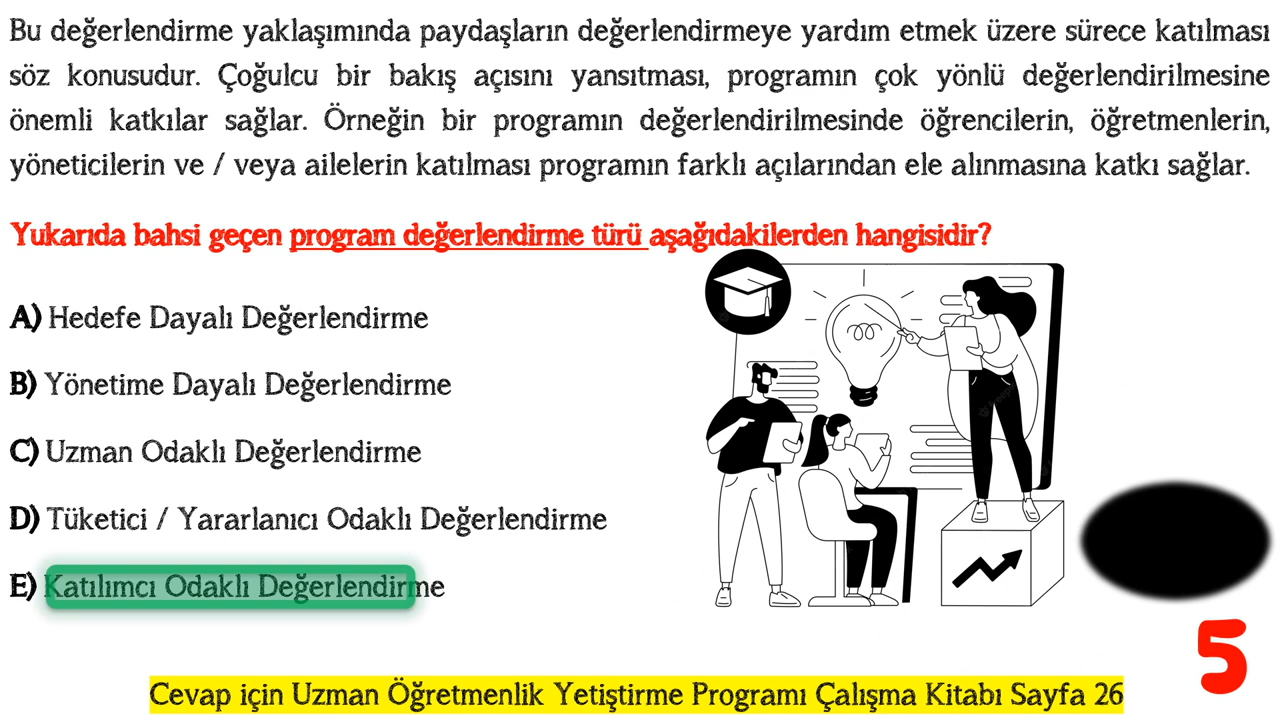 Bu değerlendirme yaklaşımında paydaşların değerlendirmeye yardım etmek üzere sürece katılması
söz konusudur. Çoğulcu bir bakış açısını yansıtması, programın çok yönlü değerlendirilmesine
önemli katkılar sağlar. Örneğin bir programın değerlendirilmesinde öğrencilerin, öğretmenlerin,
yöneticilerin ve / veya ailelerin katılması programın farklı açılarından ele alınmasına katkı sağlar.
Yukarıda bahsi geçen program değerlendirme türü aşağıdakilerden hangisidir?
A) Hedefe Dayalı Değerlendirme
B) Yönetime Dayalı Değerlendirme
C) Uzman Odaklı Değerlendirme
D) Tüketici / Yararlanıcı Odaklı Değerlendirme
E) Katılımcı Odaklı Değerlendirme
5
Cevap için Uzman Öğretmenlik Yetiştirme Programı Çalışma Kitabı Sayfa 26